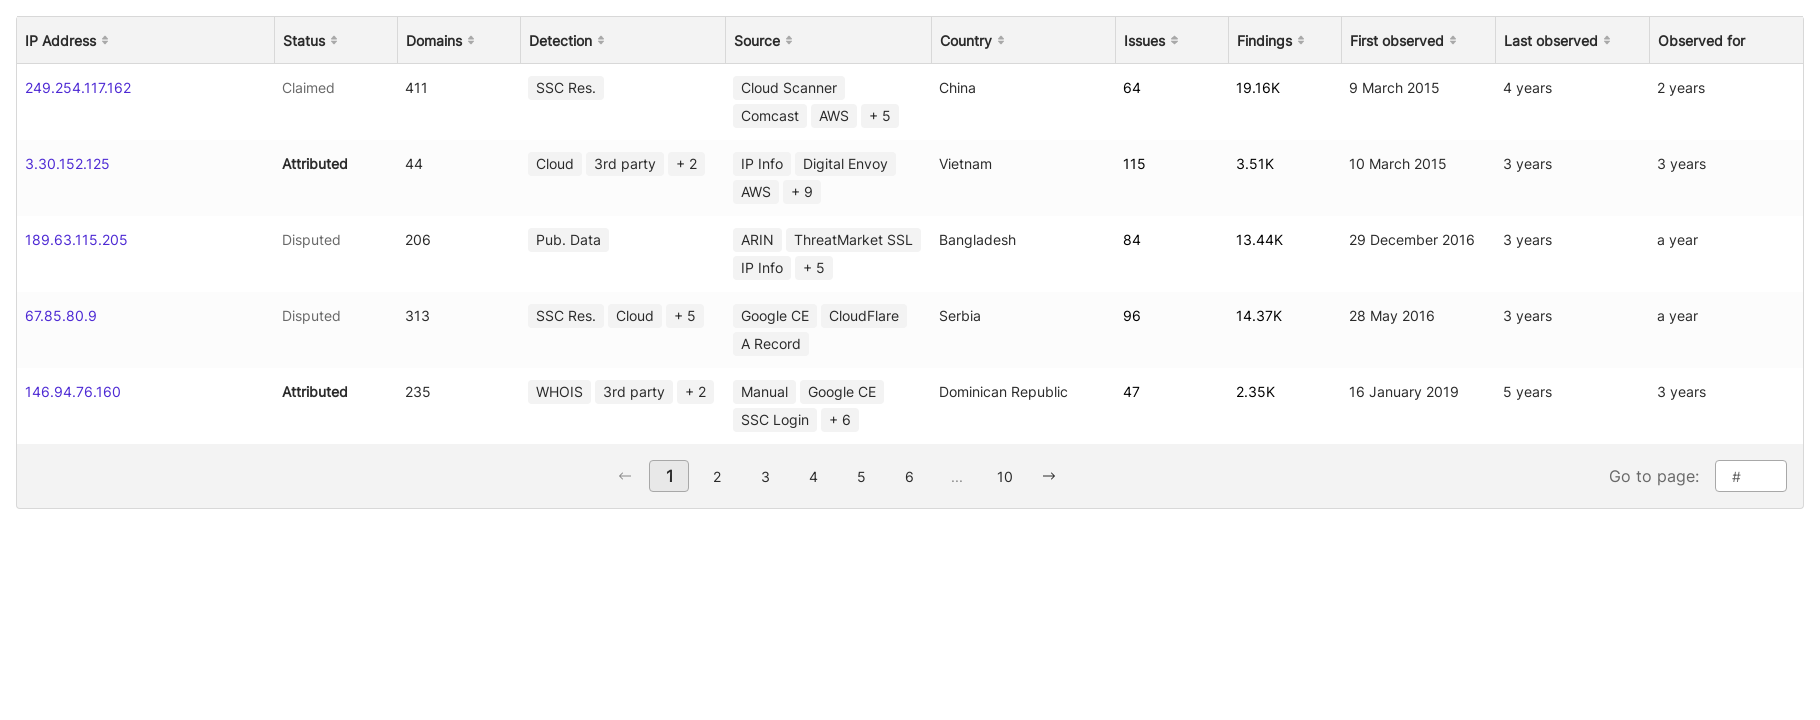 IP Address Status Domains Detection Source Country Issues Findings First observed Last observed Observed for
249.254.117.162 Claimed 411 SSC Res. Cloud Scanner China 64 19.16K 9 March 2015 4 years 2 years
Comcast AWS + 5
3.30.152.125 Attributed 44 Cloud 3rd party + 2 IP Info Digital Envoy Vietnam 115 3.51K 10 March 2015 3 years 3 years
AWS + 9
189.63.115.205 Disputed 206 Pub. Data ARIN ThreatMarket SSL Bangladesh 84 13.44K 29 December 2016 3 years a year
IP Info + 5
67.85.80.9 Disputed 313 SSC Res. Cloud + 5 Google CE CloudFlare Serbia 96 14.37K 28 May 2016 3 years a year
A Record
146.94.76.160 Attributed 235 WHOIS 3rd party + 2 Manual Google CE Dominican Republic 47 2.35K 16 January 2019 5 years 3 years
SSC Login + 6
← 1 2 3 4 5 6 ... 10 → Go to page: #